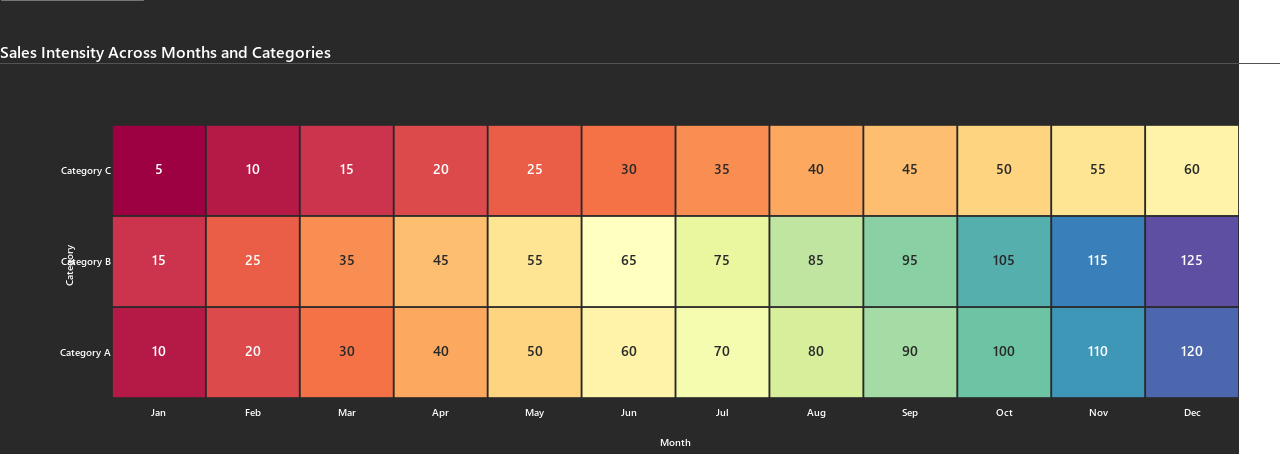 Sales Intensity Across Months and Categories
Category C 5 10 15 20 25 30 35 40 45 50 55 60
Category
Category B 15 25 35 45 55 65 75 85 95 105 115 125
Category A 10 20 30 40 50 60 70 80 90 100 110 120
Jan Feb Mar Apr May Jun Jul Aug Sep Oct Nov Dec
Month